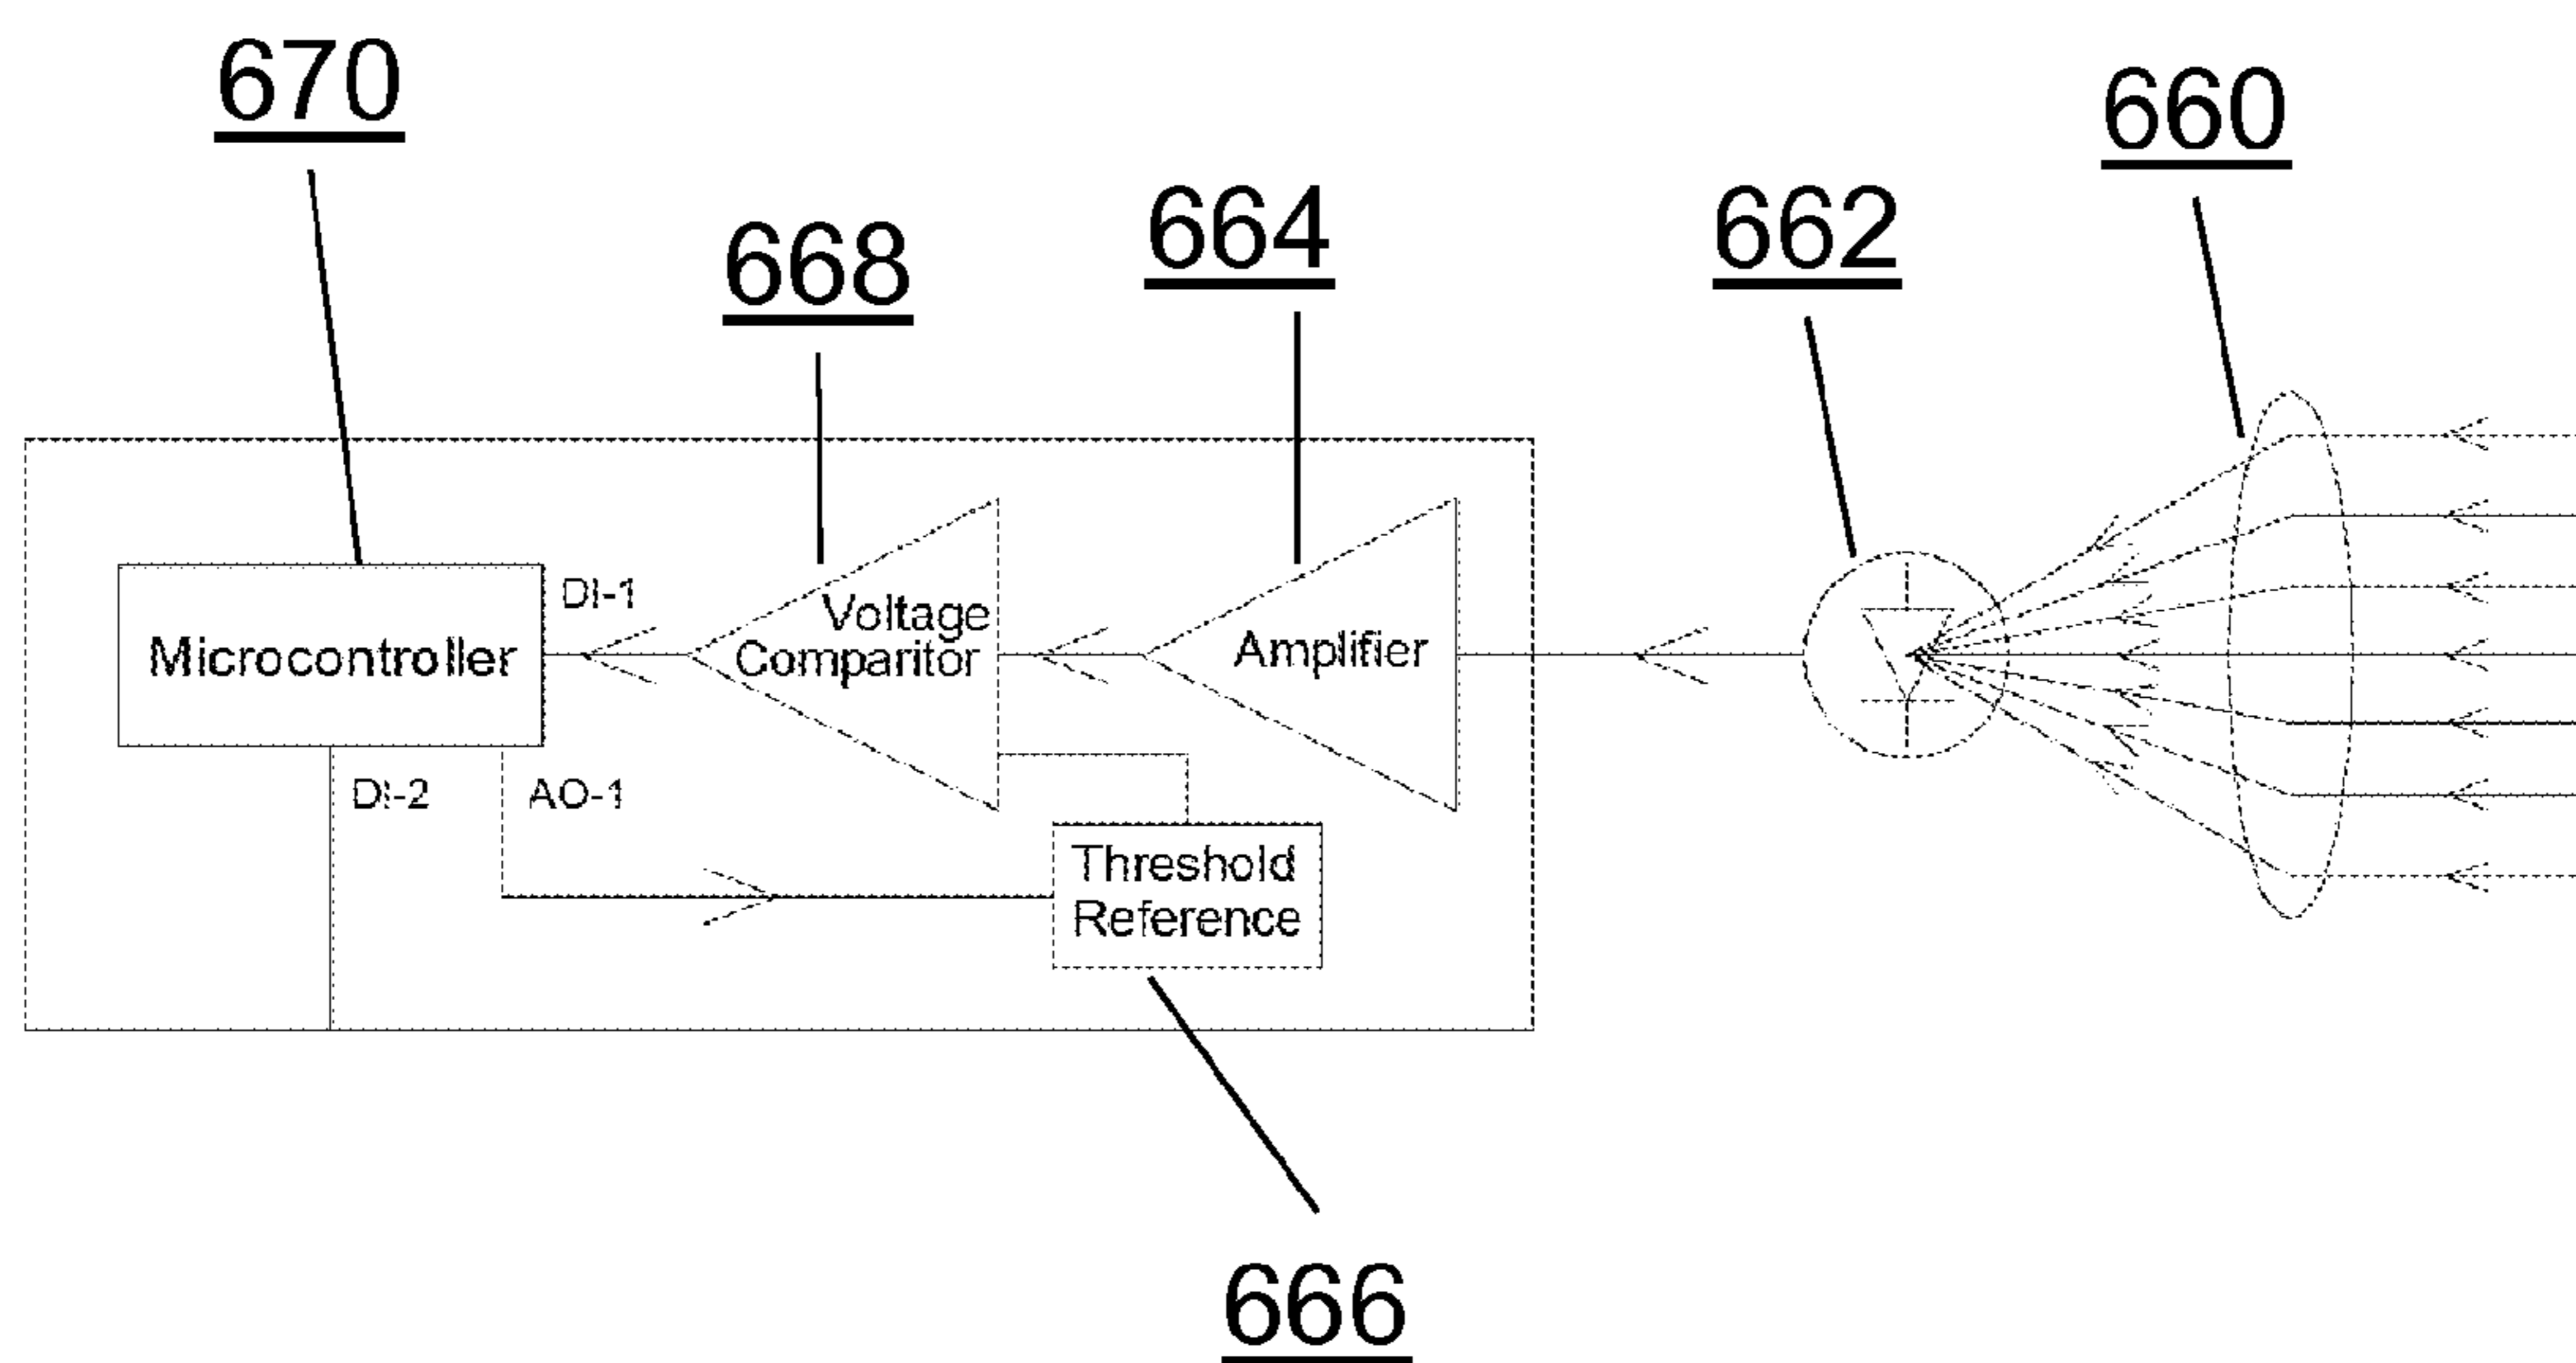 670
660
664
662
668
DI-1
Voltage
Comparitor
Amplifier
Microcontroller
DI-2
AO-1
Threshold
Reference
666